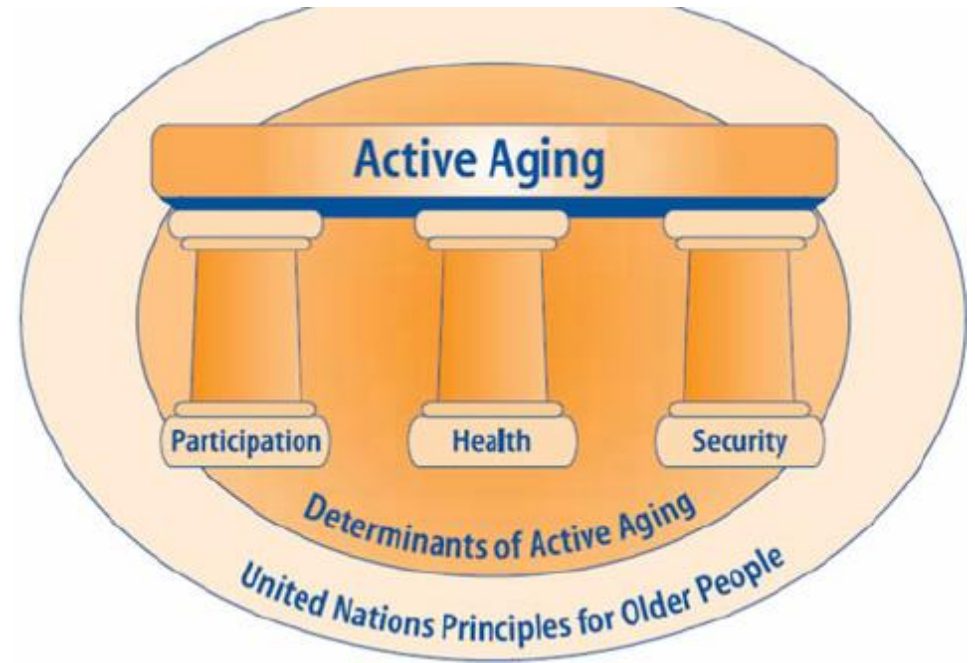 Active Aging
Participation
Health
Security
Determinants of Active Aging
United Nations Principles for Older People